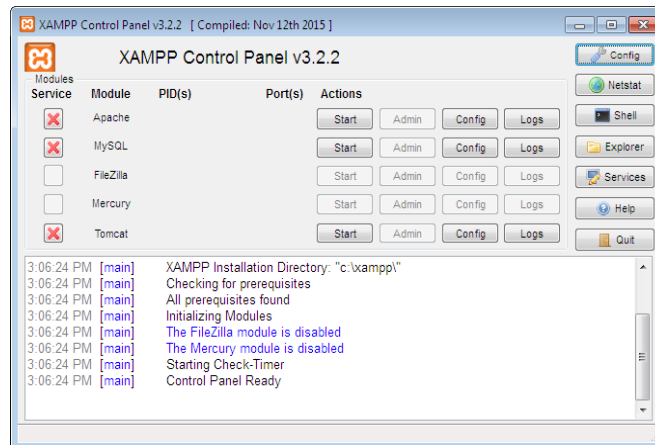 XAMPP Control Panel v3.2.2 [ Compiled: Nov 12th 2015 ]
XAMPP Control Panel v3.2.2
Config
Modules
Service Module PID(s) Port(s) Actions
Netstat
Apache Start Admin Config Logs
Shell
MySQL Start Admin Config Logs
Explorer
FileZilla Start Admin Config Logs
Services
Mercury Start Admin Config Logs
Help
Tomcat Start Admin Config Logs
Quit
3:06:24 PM [main] XAMPP Installation Directory: "c:\xampp\"
3:06:24 PM [main] Checking for prerequisites
3:06:24 PM [main] All prerequisites found
3:06:24 PM [main] Initializing Modules
3:06:24 PM [main] The FileZilla module is disabled
3:06:24 PM [main] The Mercury module is disabled
3:06:24 PM [main] Starting Check-Timer
3:06:24 PM [main] Control Panel Ready